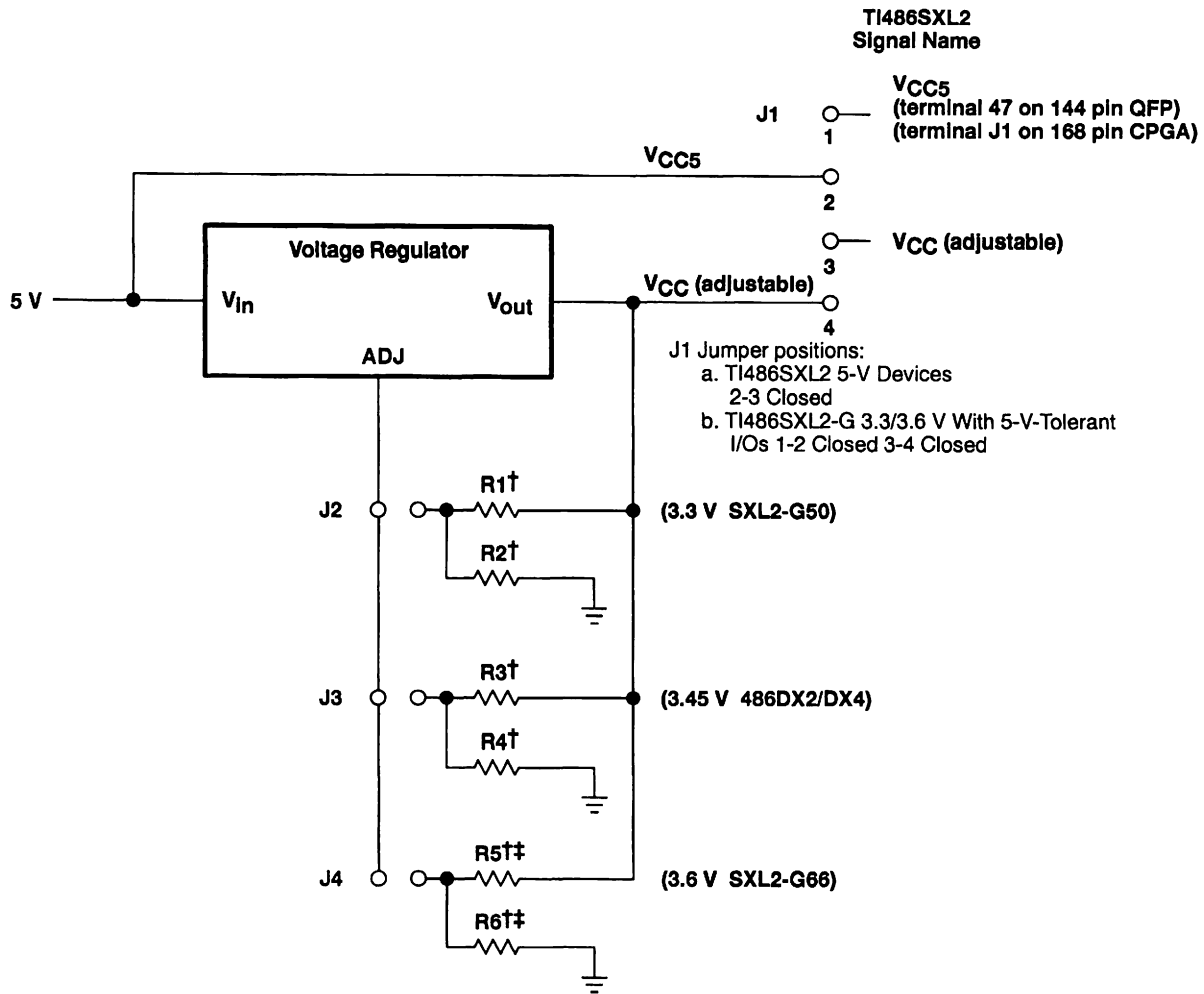 TI486SXL2
Signal Name
J1
1
VCC5
(terminal 47 on 144 pin QFP)
(terminal J1 on 168 pin CPGA)
VCC5
2
Voltage Regulator
3
VCC (adjustable)
5 V
Vin
Vout
VCC (adjustable)
4
ADJ
J1 Jumper positions:
a. TI486SXL2 5-V Devices
2-3 Closed
b. TI486SXL2-G 3.3/3.6 V With 5-V-Tolerant
I/Os 1-2 Closed 3-4 Closed
J2
R1†
(3.3 V SXL2-G50)
R2†
J3
R3†
(3.45 V 486DX2/DX4)
R4†
J4
R5†‡
(3.6 V SXL2-G66)
R6†‡